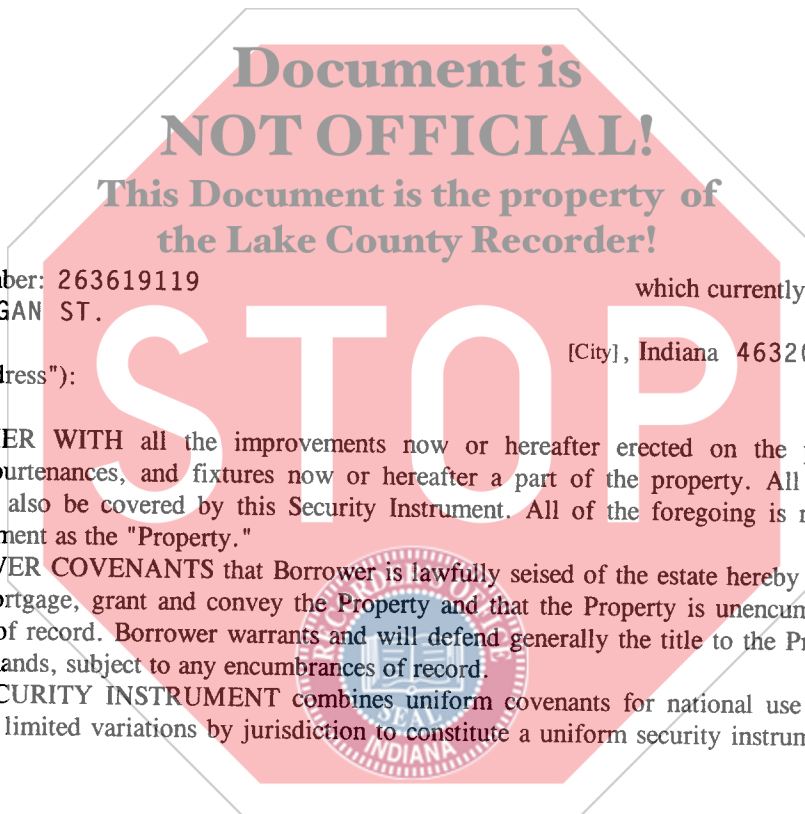 Document is
NOT OFFICIAL!
This Document is the property of
the Lake County Recorder!
ber: 263619119 which currently
GAN ST.
[City], Indiana 4632
dress"):
STOP
ER WITH all the improvements now or hereafter erected on the
purtenances, and fixtures now or hereafter a part of the property. All
also be covered by this Security Instrument. All of the foregoing is
ment as the "Property."
VER COVENANTS that Borrower is lawfully seised of the estate hereby
ortgage, grant and convey the Property and that the Property is unencum
of record. Borrower warrants and will defend generally the title to the Pr
ands, subject to any encumbrances of record.
CURITY INSTRUMENT combines uniform covenants for national use
limited variations by jurisdiction to constitute a uniform security instrum
RECORDER'S OFFICE
SEAL
INDIANA